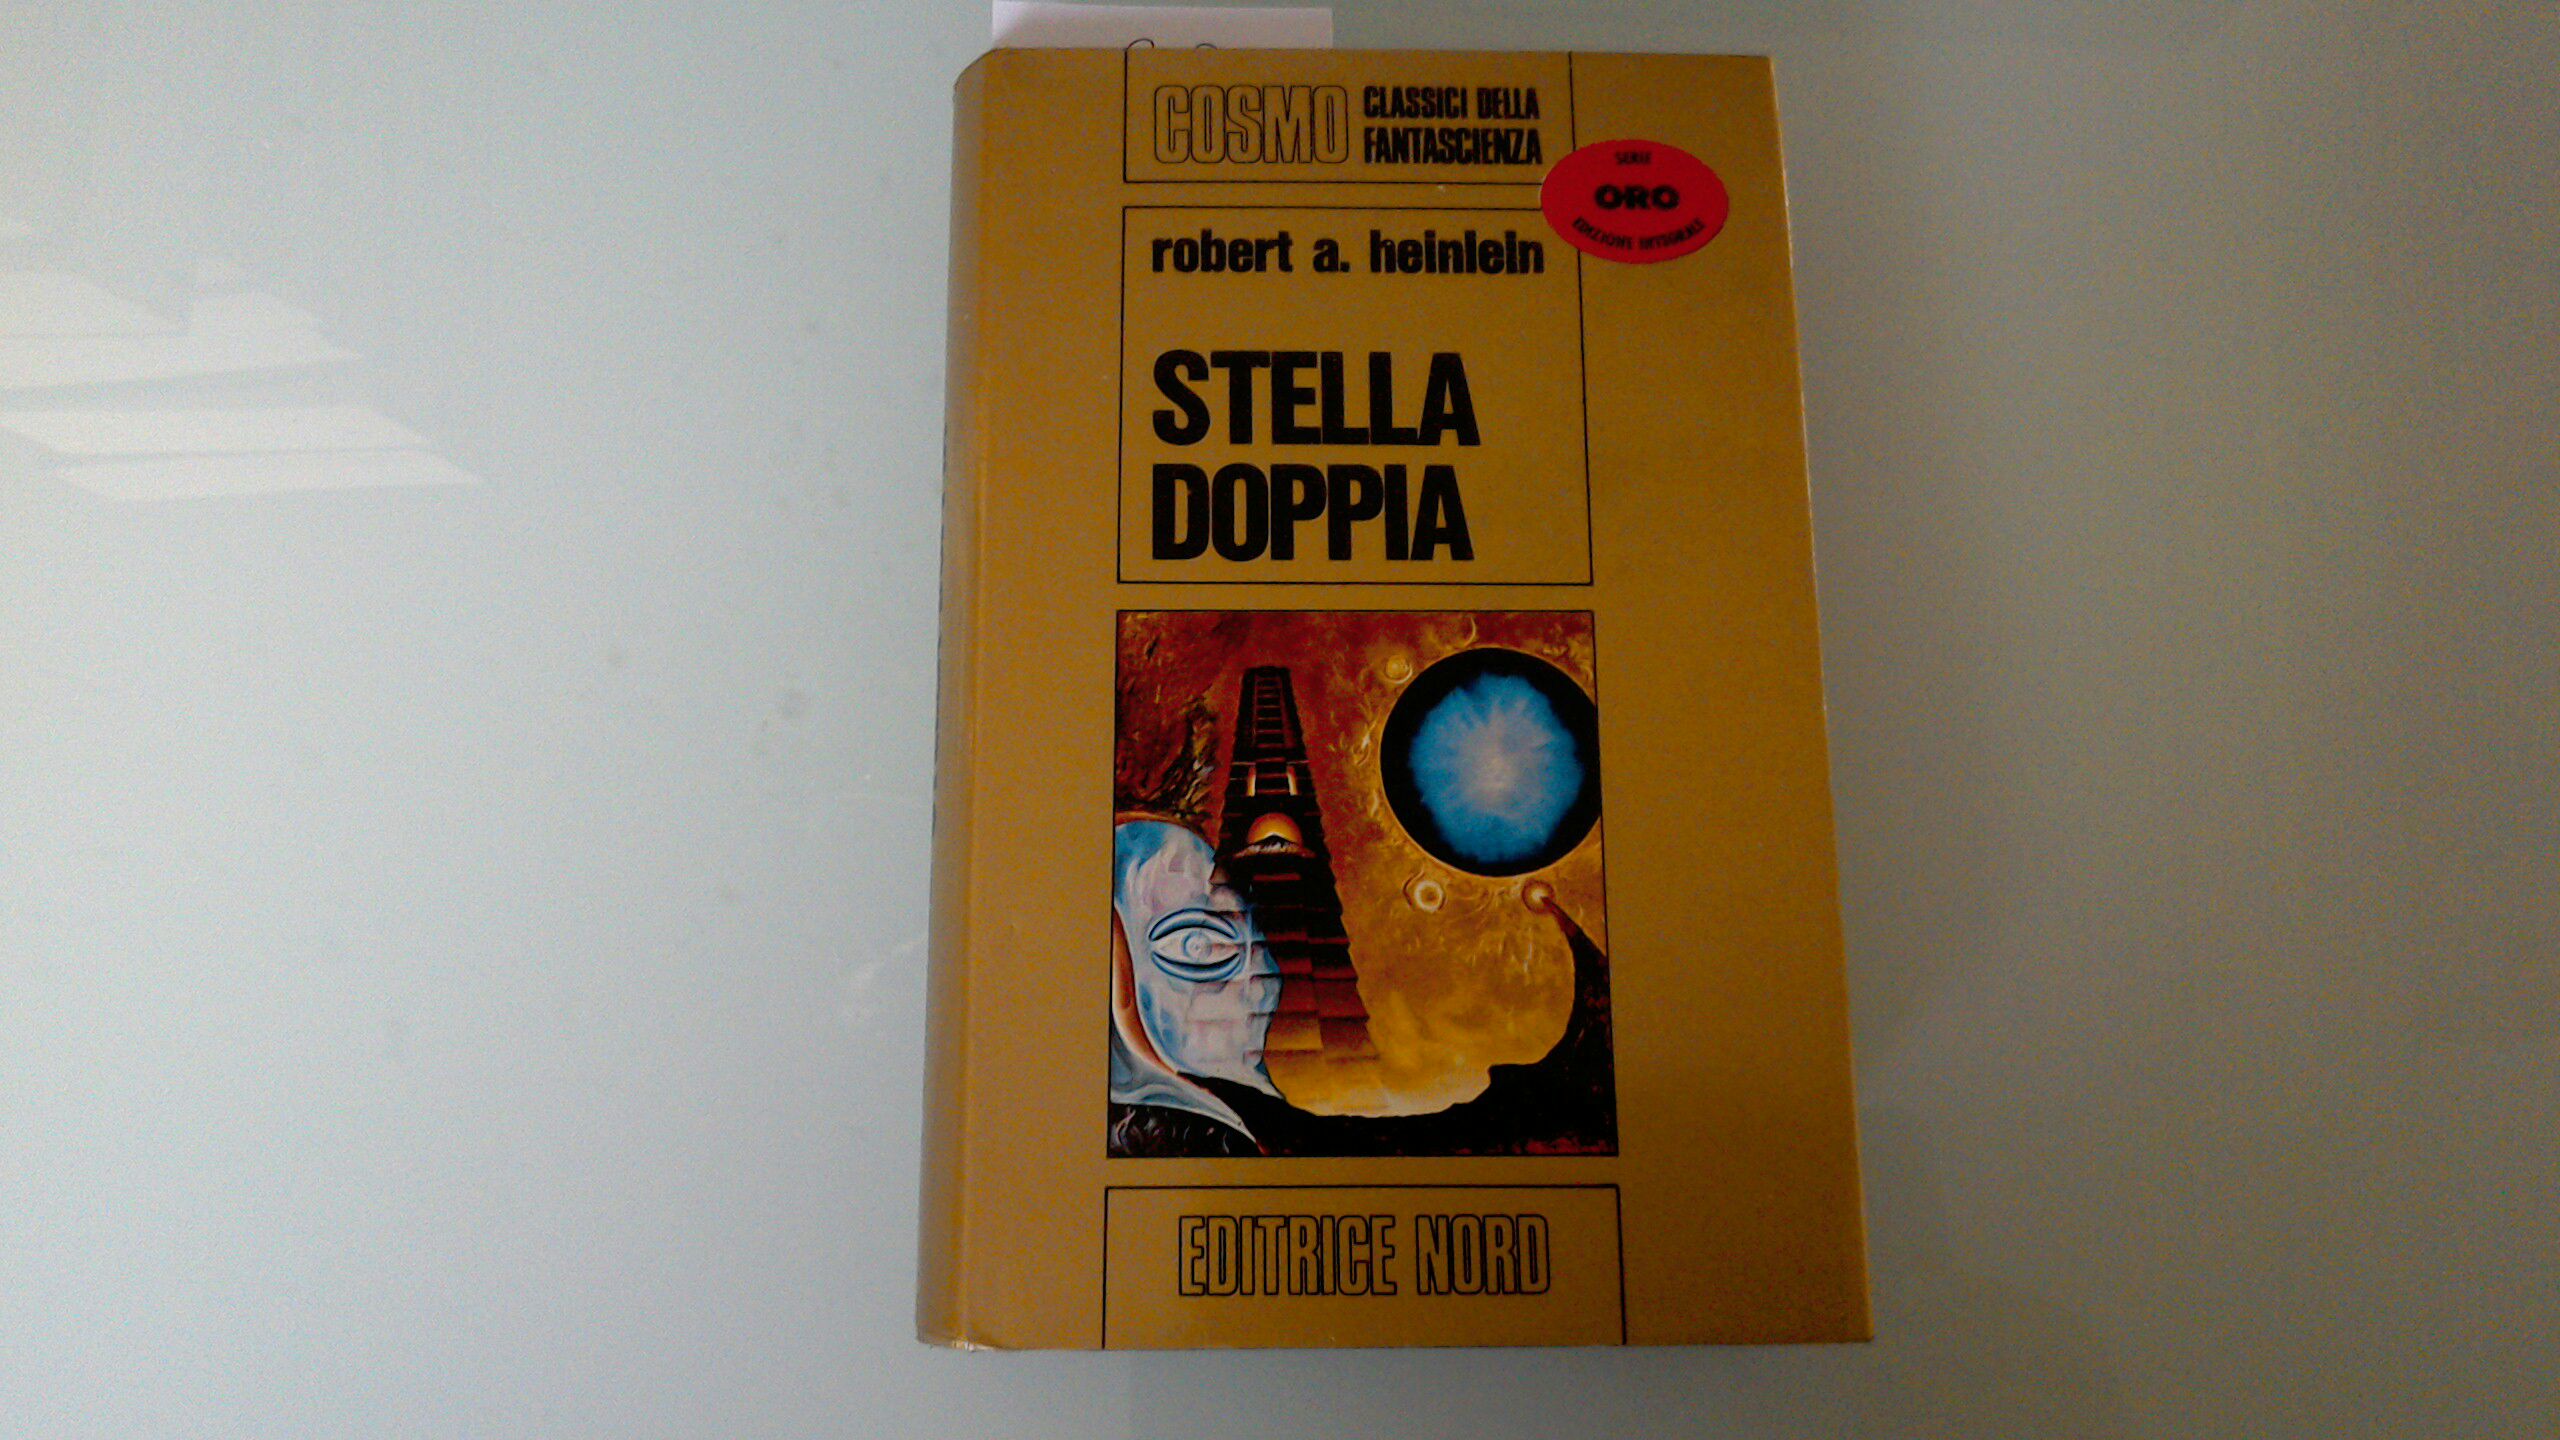 COSMO
CLASSICI DELLA
FANTASCIENZA
SERIE
ORO
EDIZIONE INTEGRALE
robert a. heinlein
STELLA
DOPPIA
EDITRICE NORD